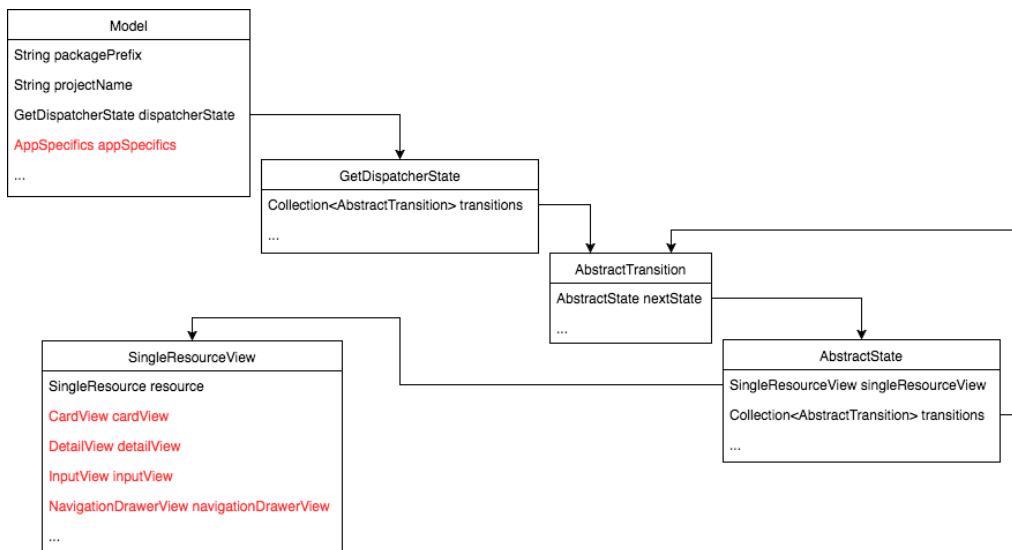 Model
String packagePrefix
String projectName
GetDispatcherState dispatcherState
AppSpecifics appSpecifics
...
GetDispatcherState
Collection<AbstractTransition> transitions
...
AbstractTransition
AbstractState nextState
...
AbstractState
SingleResourceView singleResourceView
Collection<AbstractTransition> transitions
...
SingleResourceView
SingleResource resource
CardView cardView
DetailView detailView
InputView inputView
NavigationDrawerView navigationDrawerView
...